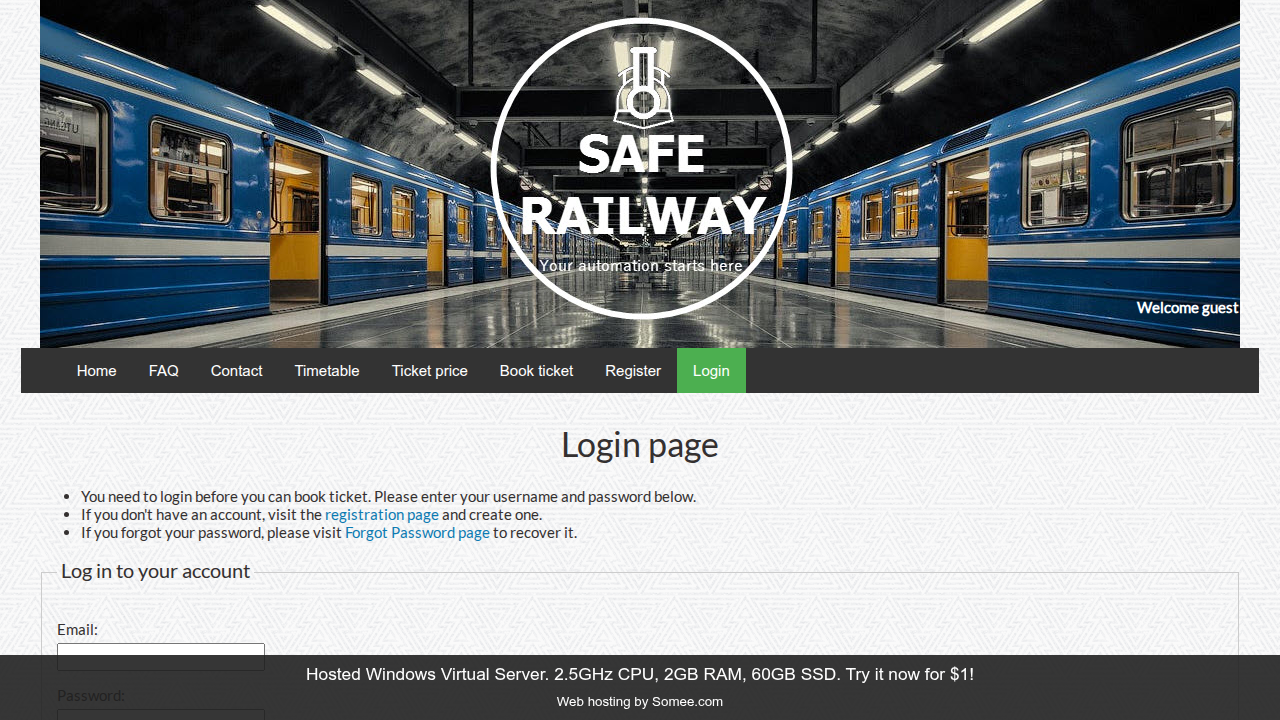 SAFE
RAILWAY
Your automation starts here
Welcome guest
Home FAQ Contact Timetable Ticket price Book ticket Register Login
Login page
You need to login before you can book ticket. Please enter your username and password below.
If you don't have an account, visit the registration page and create one.
If you forgot your password, please visit Forgot Password page to recover it.
Log in to your account
Email:
Hosted Windows Virtual Server. 2.5GHz CPU, 2GB RAM, 60GB SSD. Try it now for $1!
Password:
Web hosting by Somee.com